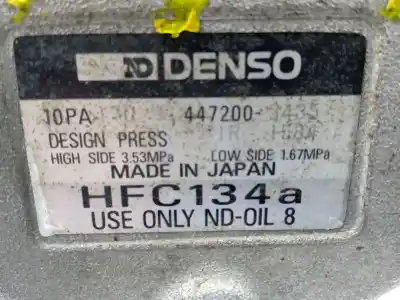 ND DENSO
10PA 447200-
DESIGN PRESS
HIGH SIDE 3.53MPa LOW SIDE 1.67MPa
MADE IN JAPAN
HFC134a
USE ONLY ND-OIL 8